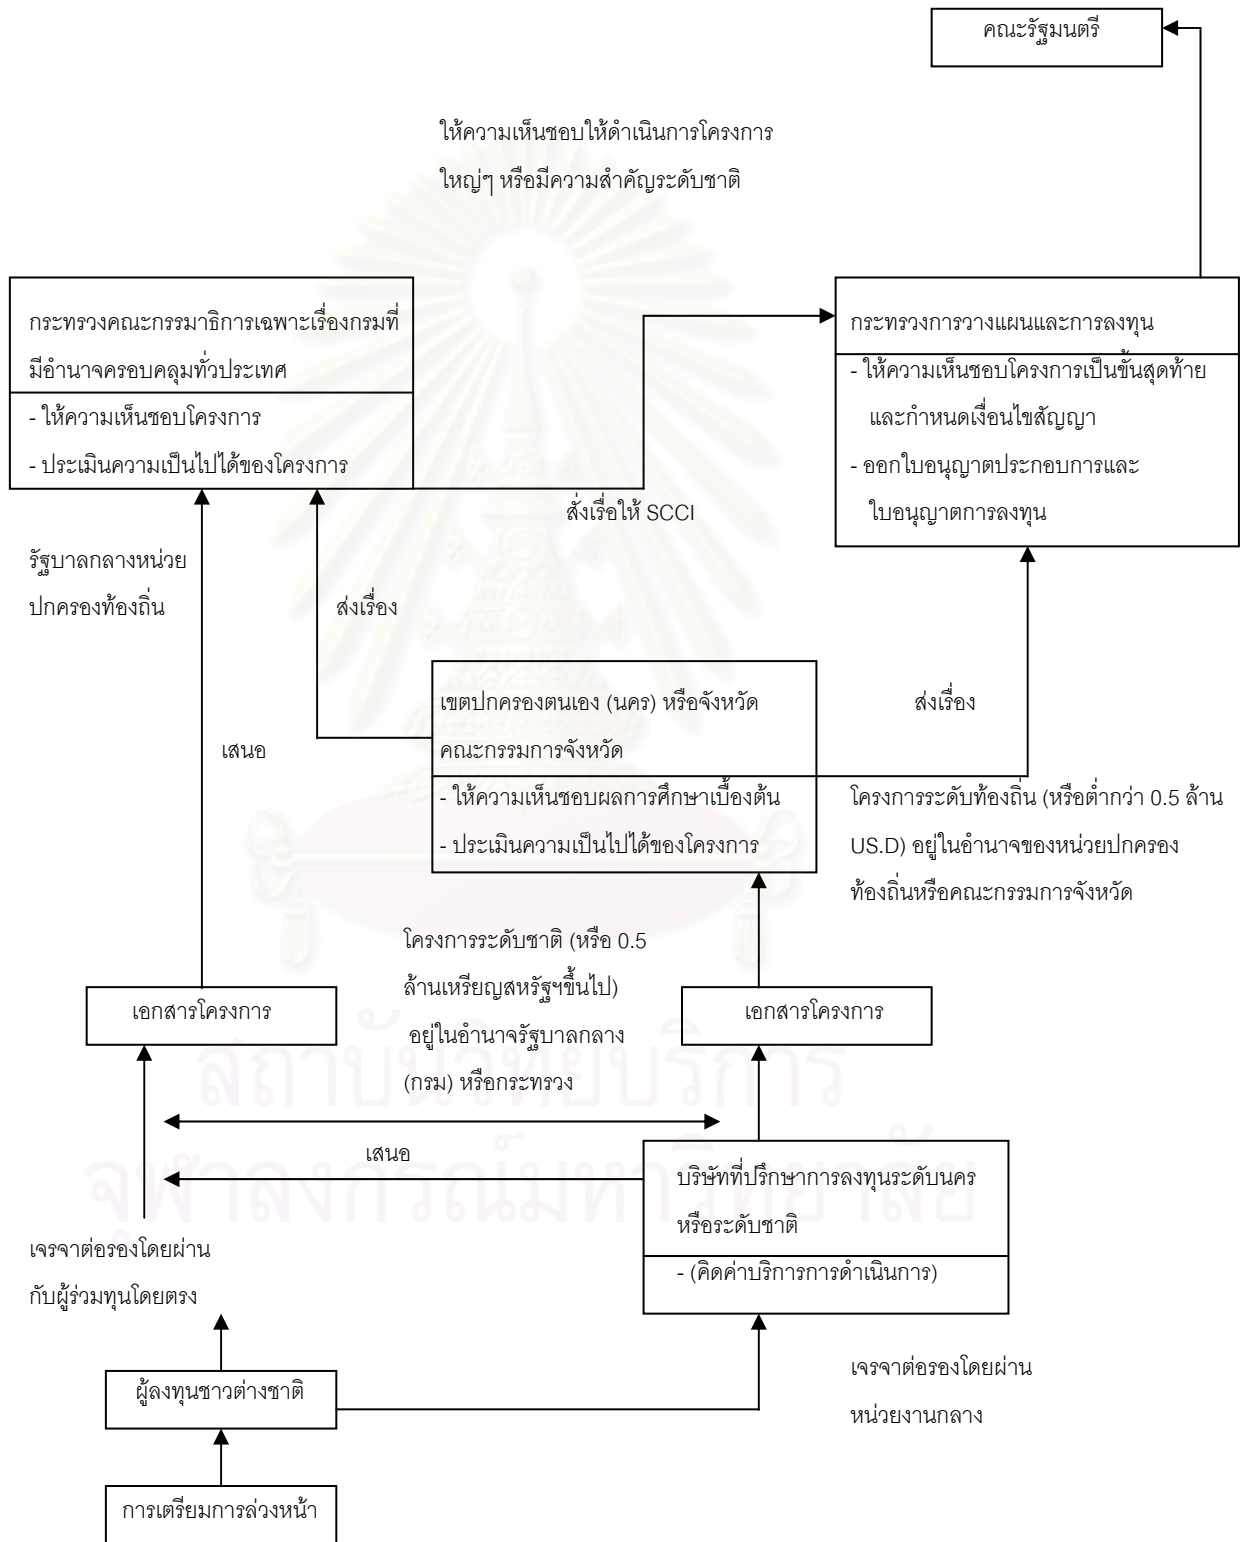 คณะรัฐมนตรี
ให้ความเห็นชอบให้ดำเนินการโครงการ
ใหญ่ๆ หรือมีความสำคัญระดับชาติ
กระทรวงคณะกรรมาธิการเฉพาะเรื่องกรมที่
มีอำนาจครอบคลุมทั่วประเทศ
- ให้ความเห็นชอบโครงการ
- ประเมินความเป็นไปได้ของโครงการ
กระทรวงการวางแผนและการลงทุน
- ให้ความเห็นชอบโครงการเป็นขั้นสุดท้าย
และกำหนดเงื่อนไขสัญญา
- ออกใบอนุญาตประกอบการและ
ใบอนุญาตการลงทุน
สั่งเรื่อให้ SCCI
รัฐบาลกลางหน่วย
ปกครองท้องถิ่น
ส่งเรื่อง
เขตปกครองตนเอง (นคร) หรือจังหวัด
คณะกรรมการจังหวัด
- ให้ความเห็นชอบผลการศึกษาเบื้องต้น
- ประเมินความเป็นไปได้ของโครงการ
ส่งเรื่อง
เสนอ
โครงการระดับท้องถิ่น (หรือต่ำกว่า 0.5 ล้าน
US.D) อยู่ในอำนาจของหน่วยปกครอง
ท้องถิ่นหรือคณะกรรมการจังหวัด
โครงการระดับชาติ (หรือ 0.5
ล้านเหรียญสหรัฐฯขึ้นไป)
อยู่ในอำนาจรัฐบาลกลาง
(กรม) หรือกระทรวง
เอกสารโครงการ
เอกสารโครงการ
สถาบันวิทยบริการ
จุฬาลงกรณ์มหาวิทยาลัย
เสนอ
บริษัทที่ปรึกษาการลงทุนระดับนคร
หรือระดับชาติ
- (คิดค่าบริการการดำเนินการ)
เจรจาต่อรองโดยผ่าน
กับผู้ร่วมทุนโดยตรง
ผู้ลงทุนชาวต่างชาติ
เจรจาต่อรองโดยผ่าน
หน่วยงานกลาง
การเตรียมการล่วงหน้า